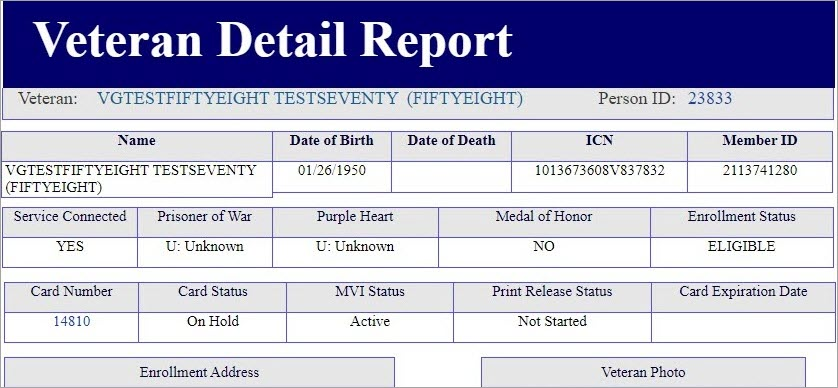 Veteran Detail Report
Veteran: VGTESTFIFTYEIGHT TESTSEVENTY (FIFTYEIGHT) Person ID: 23833
Name Date of Birth Date of Death ICN Member ID
VGTESTFIFTYEIGHT TESTSEVENTY 01/26/1950 1013673608V837832 2113741280
(FIFTYEIGHT)
Service Connected Prisoner of War Purple Heart Medal of Honor Enrollment Status
YES U: Unknown U: Unknown NO ELIGIBLE
Card Number Card Status MVI Status Print Release Status Card Expiration Date
14810 On Hold Active Not Started
Enrollment Address Veteran Photo